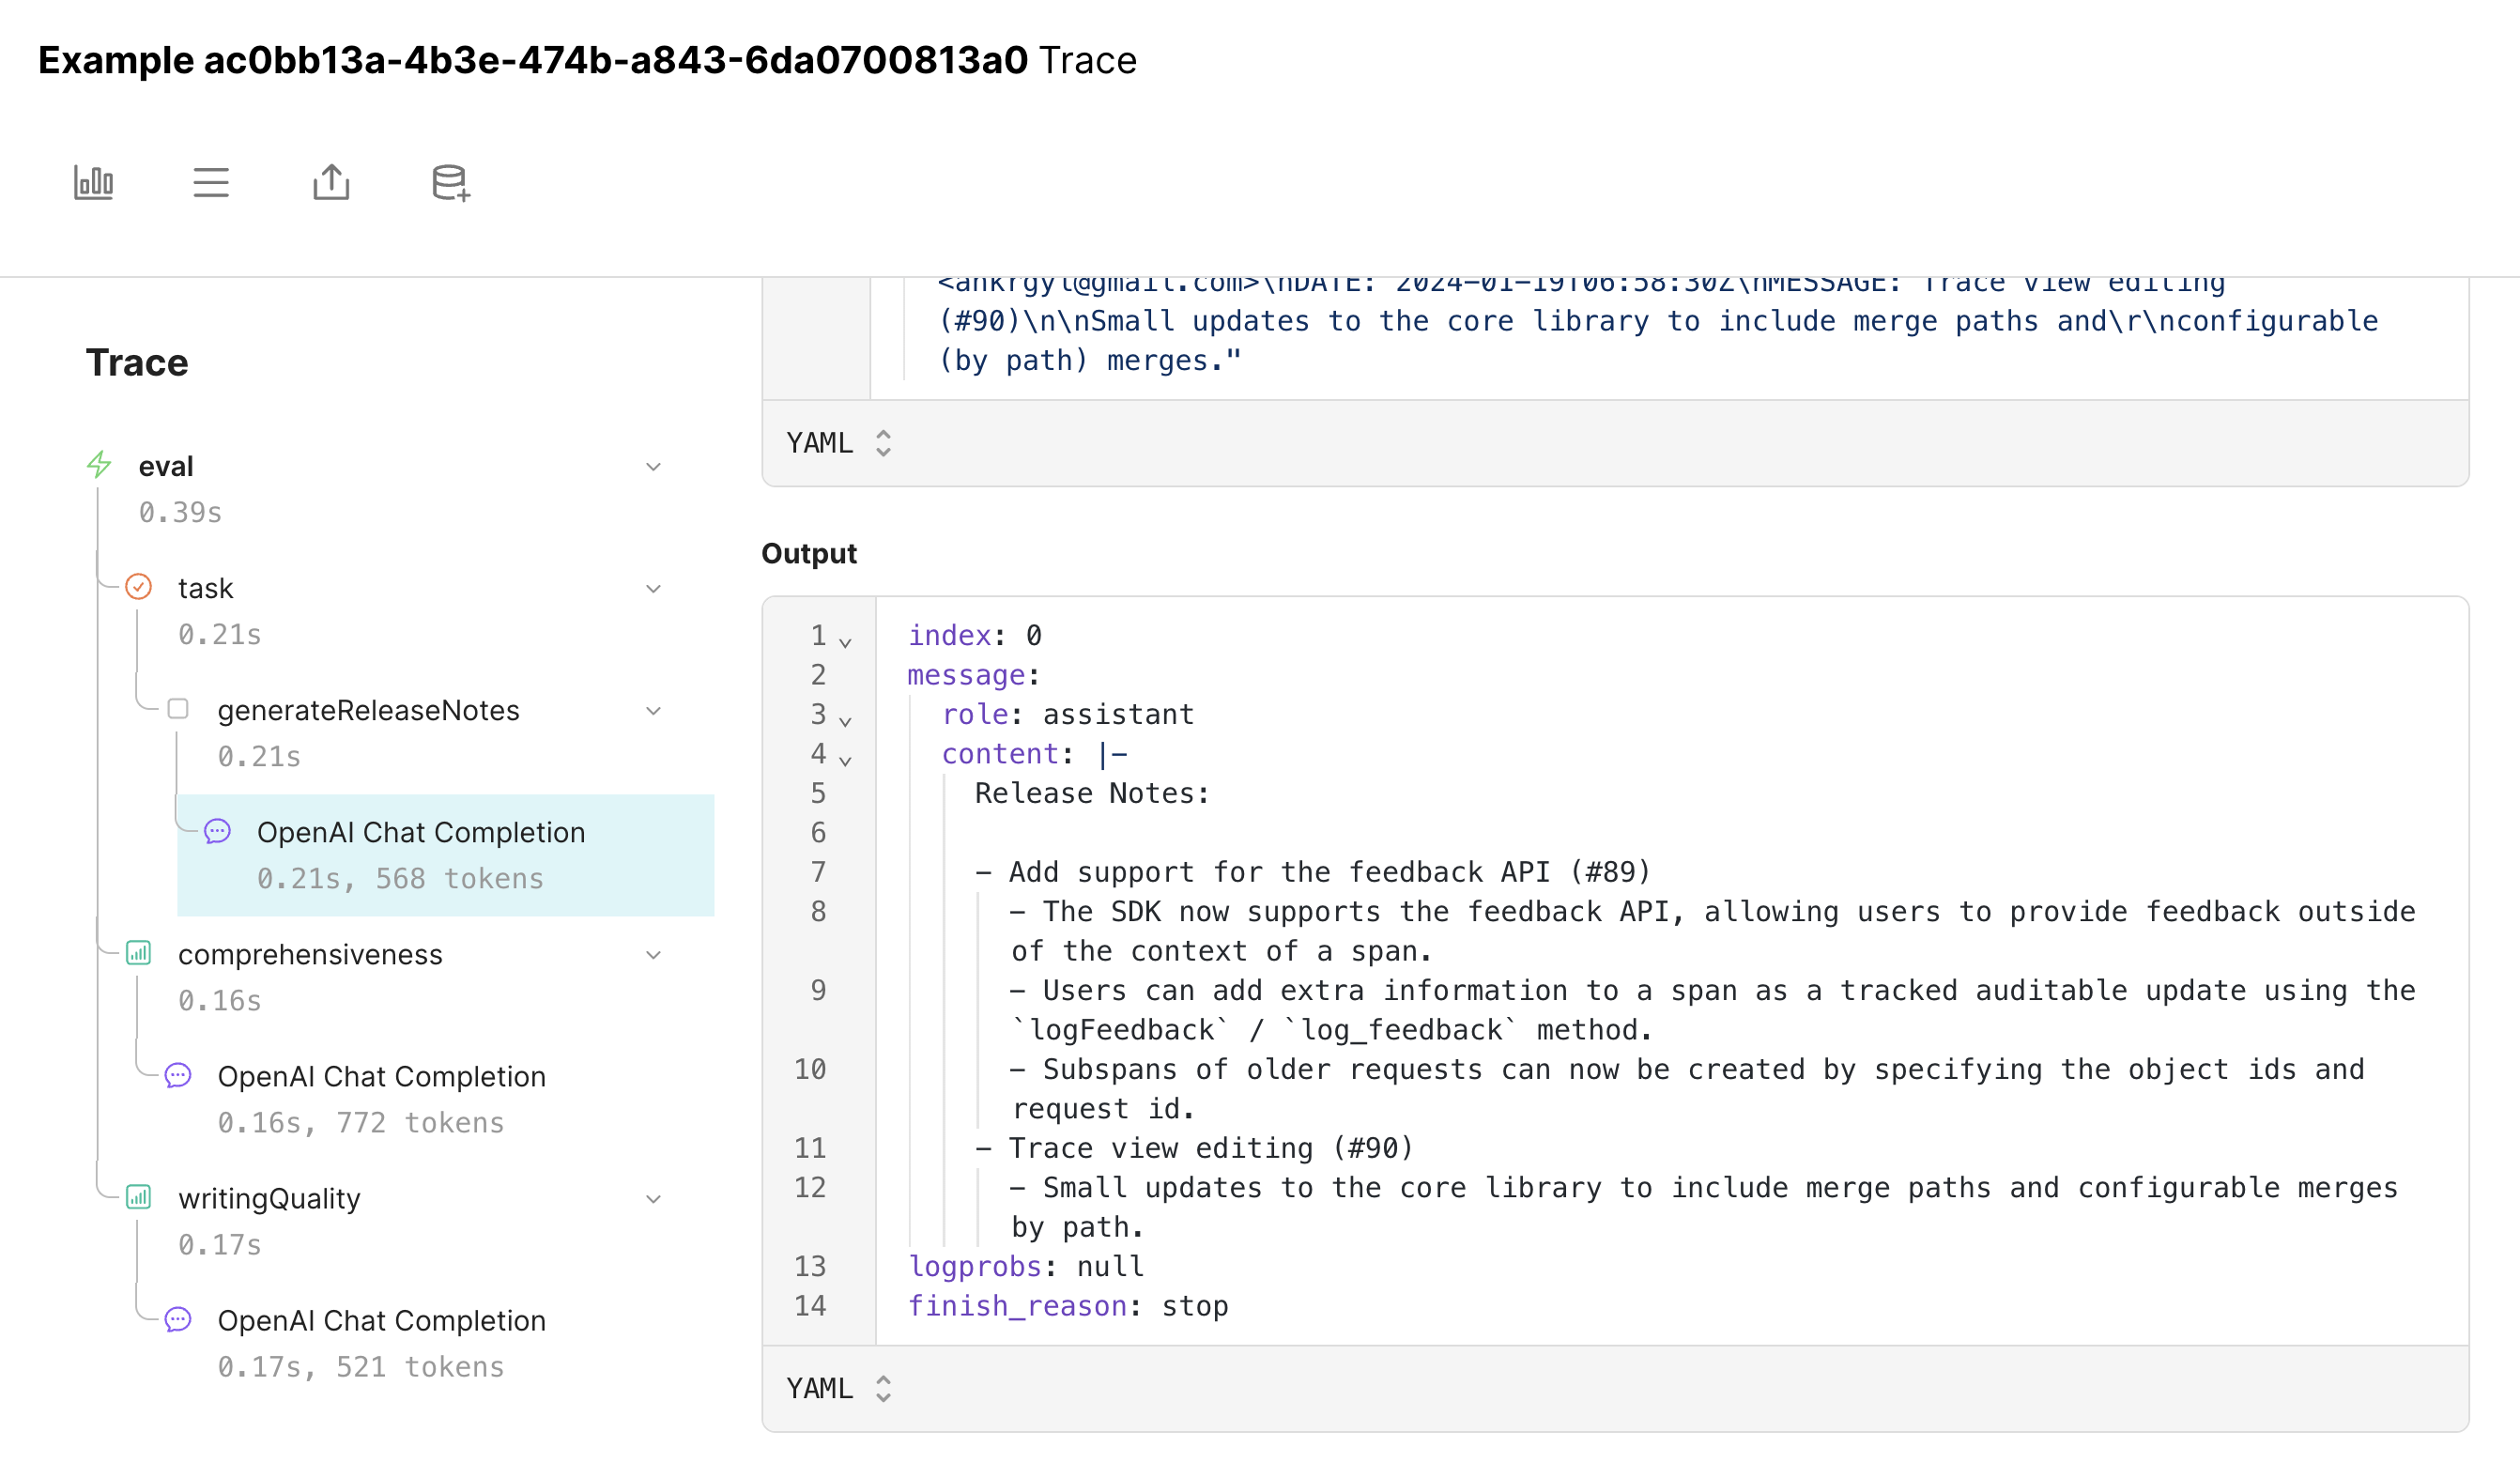 Example ac0bb13a-4b3e-474b-a843-6da0700813a0 Trace
Trace
eval
0.39s
task
0.21s
generateReleaseNotes
0.21s
OpenAI Chat Completion
0.21s, 568 tokens
comprehensiveness
0.16s
OpenAI Chat Completion
0.16s, 772 tokens
writingQuality
0.17s
OpenAI Chat Completion
0.17s, 521 tokens
<ankrgyl@gmail.com>\nDATE: 2024-01-19T06:58:30Z\nMESSAGE: Trace view editing
(#90)\n\nSmall updates to the core library to include merge paths and\r\nconfigurable
(by path) merges."
YAML
Output
1 index: 0
2 message:
3 role: assistant
4 content: |-
5 Release Notes:
6
7 - Add support for the feedback API (#89)
8 - The SDK now supports the feedback API, allowing users to provide feedback outside
of the context of a span.
9 - Users can add extra information to a span as a tracked auditable update using the
`logFeedback` / `log_feedback` method.
10 - Subspans of older requests can now be created by specifying the object ids and
request id.
11 - Trace view editing (#90)
12 - Small updates to the core library to include merge paths and configurable merges
by path.
13 logprobs: null
14 finish_reason: stop
YAML